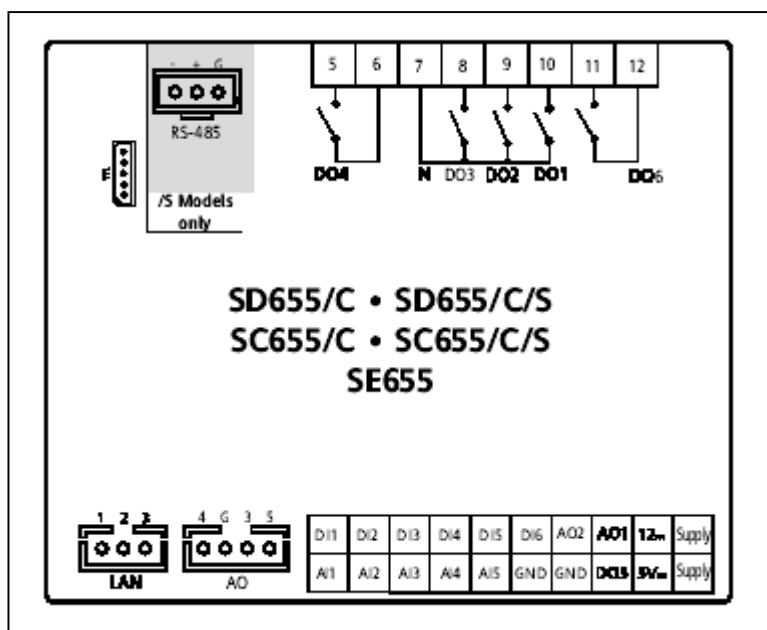 - + G
RS-485
/S Models
only
E
5 6 7 8 9 10 11 12
DO4 N DO3 DO2 DO1 DO6
SD655/C • SD655/C/S
SC655/C • SC655/C/S
SE655
1 2 3
LAN
4 G 3 5
AO
DI1 DI2 DI3 DI4 DI5 DI6 AO2 AO1 Supply
AI1 AI2 AI3 AI4 AI5 GND GND Supply